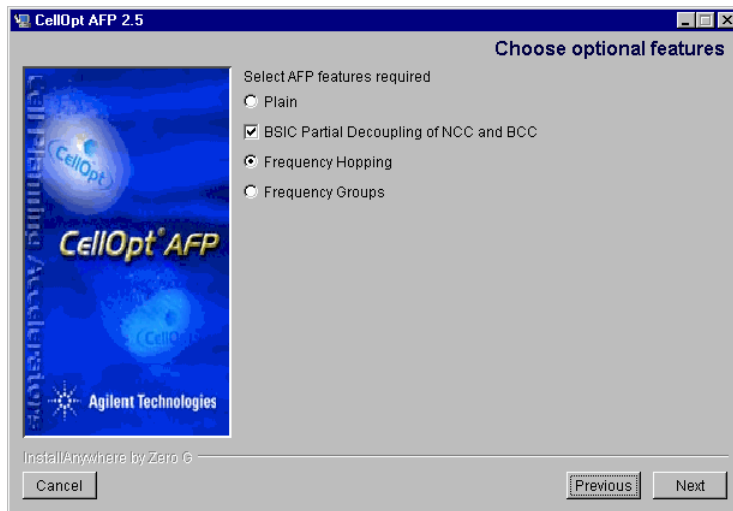 CellOpt AFP 2.5
Choose optional features
Select AFP features required
Plain
BSIC Partial Decoupling of NCC and BCC
Frequency Hopping
Frequency Groups
Cell Planning Accelerators
CellOpt
CellOpt AFP
CellO
Agilent Technologies
InstallAnywhere by Zero G
Cancel
Previous
Next